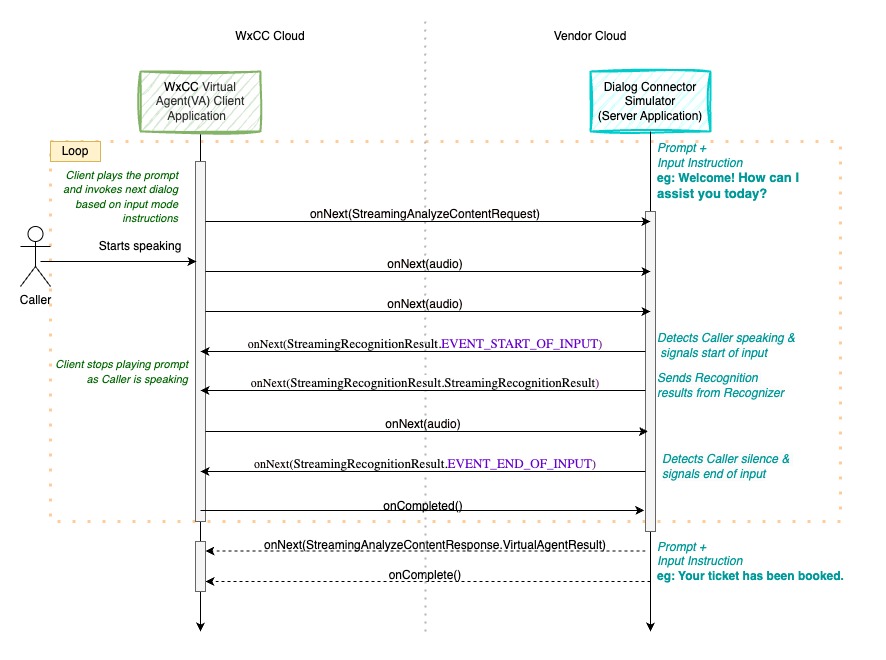 WxCC Cloud
Vendor Cloud
WxCC Virtual
Agent(VA) Client
Application
Dialog Connector
Simulator
(Server Application)
Loop
Prompt +
Input Instruction
eg: Welcome! How can I
assist you today?
Client plays the prompt
and invokes next dialog
based on input mode
instructions
onNext(StreamingAnalyzeContentRequest)
Starts speaking
Caller
onNext(audio)
onNext(audio)
onNext(StreamingRecognitionResult.EVENT_START_OF_INPUT)
Detects Caller speaking &
signals start of input
Client stops playing prompt
as Caller is speaking
onNext(StreamingRecognitionResult.StreamingRecognitionResult)
Sends Recognition
results from Recognizer
onNext(audio)
onNext(StreamingRecognitionResult.EVENT_END_OF_INPUT)
Detects Caller silence &
signals end of input
onCompleted()
onNext(StreamingAnalyzeContentResponse.VirtualAgentResult)
Prompt +
Input Instruction
eg: Your ticket has been booked.
onComplete()